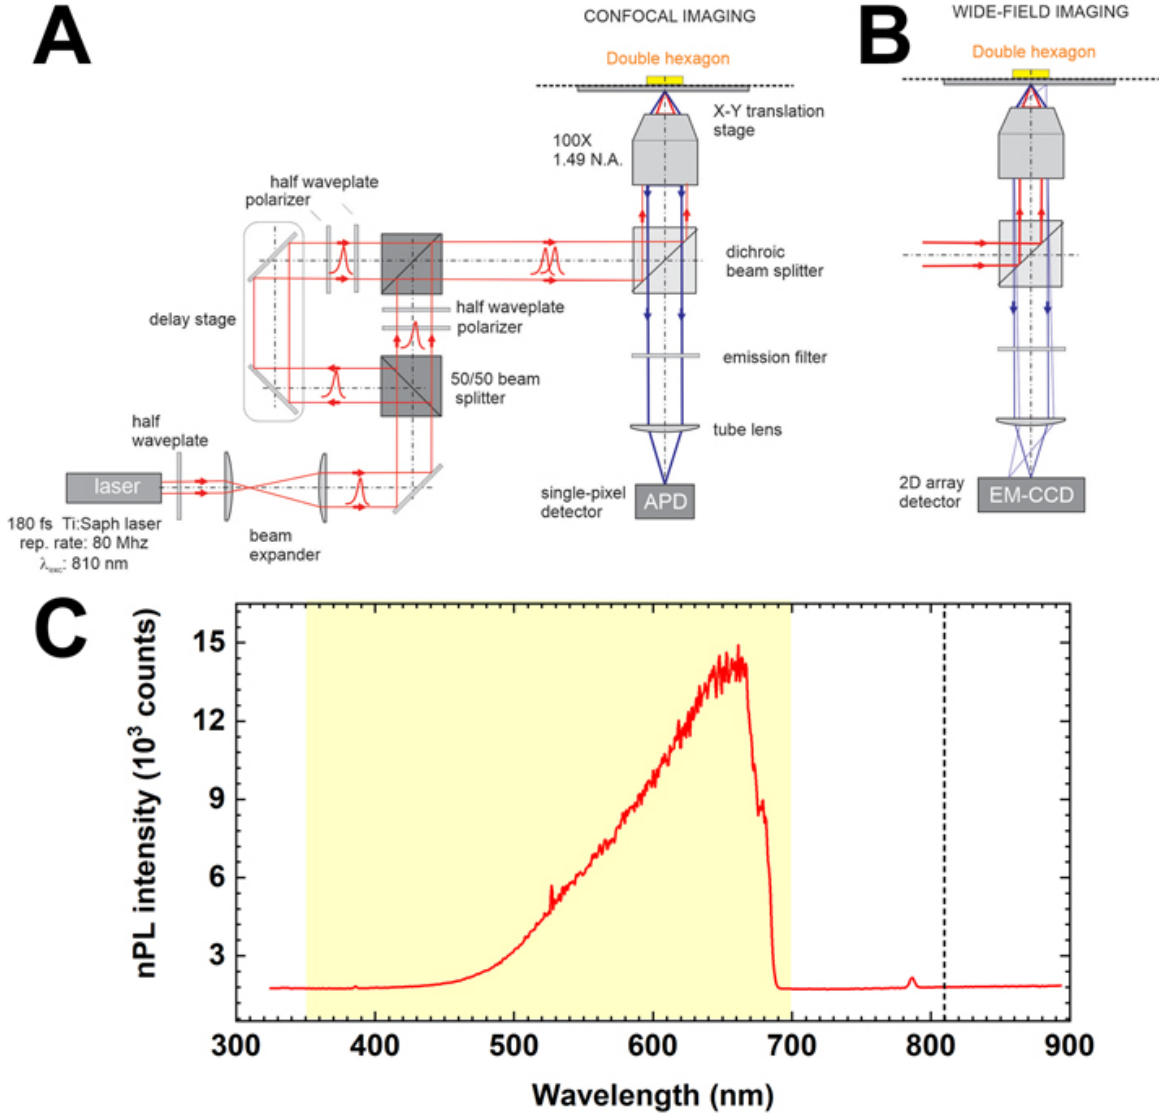 A
CONFOCAL IMAGING
Double hexagon
X-Y translation
stage
100X
1.49 N.A.
half waveplate
polarizer
dichroic
beam splitter
delay stage
half waveplate
polarizer
emission filter
50/50 beam
splitter
half
waveplate
tube lens
laser
single-pixel
detector
APD
180 fs Ti:Saph laser
rep. rate: 80 Mhz
λexc: 810 nm
beam
expander
B
WIDE-FIELD IMAGING
Double hexagon
2D array
detector
EM-CCD
C
nPL intensity (10³ counts)
15
12
9
6
3
300 400 500 600 700 800 900
Wavelength (nm)